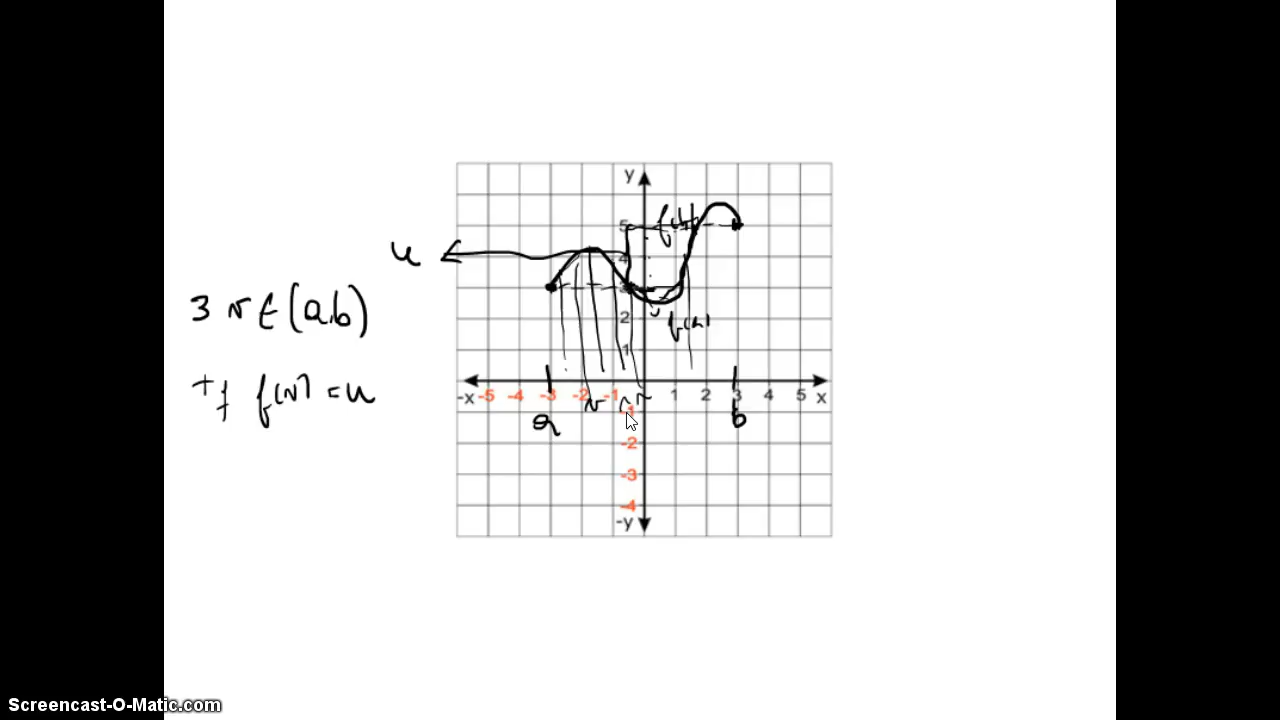 y
f(b)
5
4
u
3
2
f(a)
1
∃ v ∈ (a,b)
-x -5 -4 -3 -2 -1 1 2 3 4 5 x
+f f(v) = u
v
-1
a b
-2
-3
-4
-y
Screencast-O-Matic.com